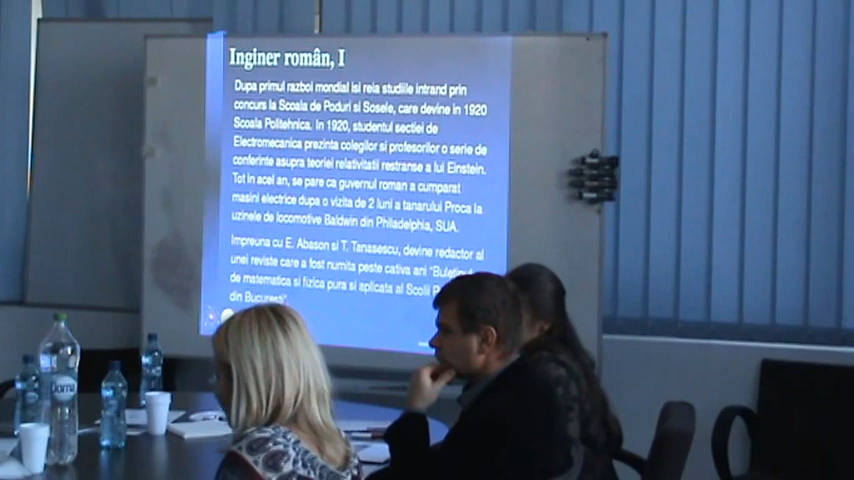 Inginer român, I
Dupa primul razboi mondial isi reia studiile intrand prin
concurs la Scoala de Poduri si Sosele, care devine in 1920
Scoala Politehnica. In 1920, studentul sectiei de
Electromecanica prezinta colegilor si profesorilor o serie de
conferinte asupra teoriei relativitatii restranse a lui Einstein.
Tot in acel an, se pare ca guvernul roman a cumparat
masini electrice dupa o vizita de 2 luni a tanarului Proca la
uzinele de locomotive Baldwin din Philadelphia, SUA.
Impreuna cu E. Abason si T. Tanasescu, devine redactor al
unei reviste care a fost numita peste cativa ani "Buletinul
de matematica si fizica pura si aplicata al Scolii
din Bucuresti"
Dorna